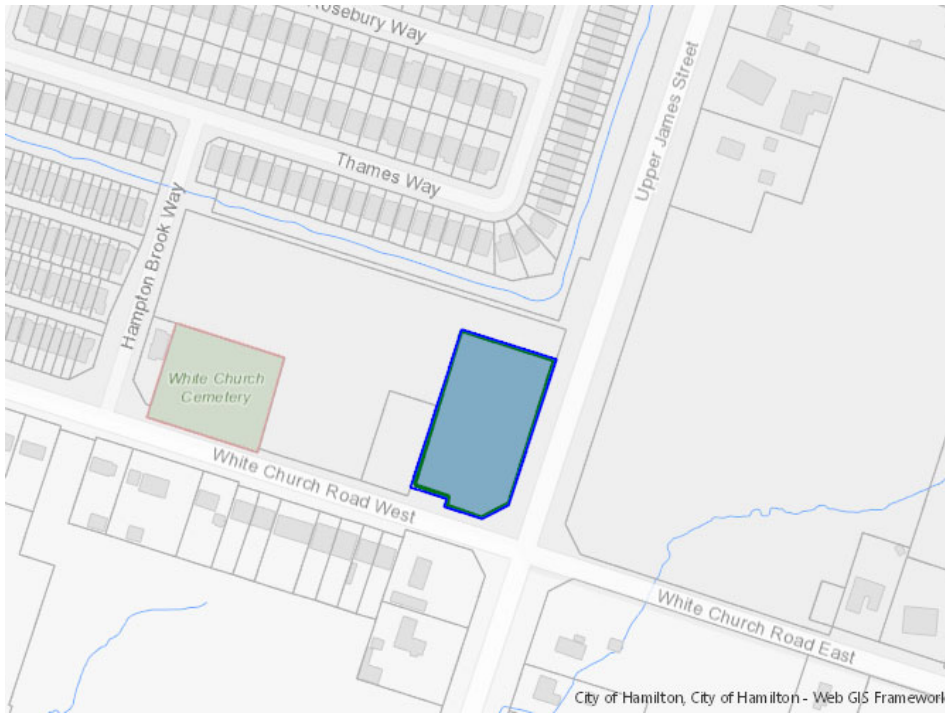 Rosebury Way
Upper James Street
Thames Way
Hampton Brook Way
White Church
Cemetery
White Church Road West
White Church Road East
City of Hamilton, City of Hamilton - Web GIS Framework